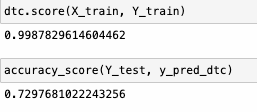 dtc.score(X_train, Y_train)
0.9987829614604462
accuracy_score(Y_test, y_pred_dtc)
0.7297681022243256